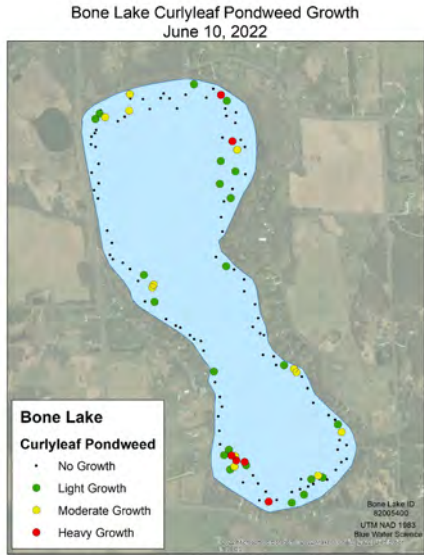 Bone Lake Curlyleaf Pondweed Growth
June 10, 2022
Bone Lake
Curlyleaf Pondweed
No Growth
Light Growth
Moderate Growth
Heavy Growth
Bone Lake ID
82005400
UTM NAD 1983
Blue Water Science